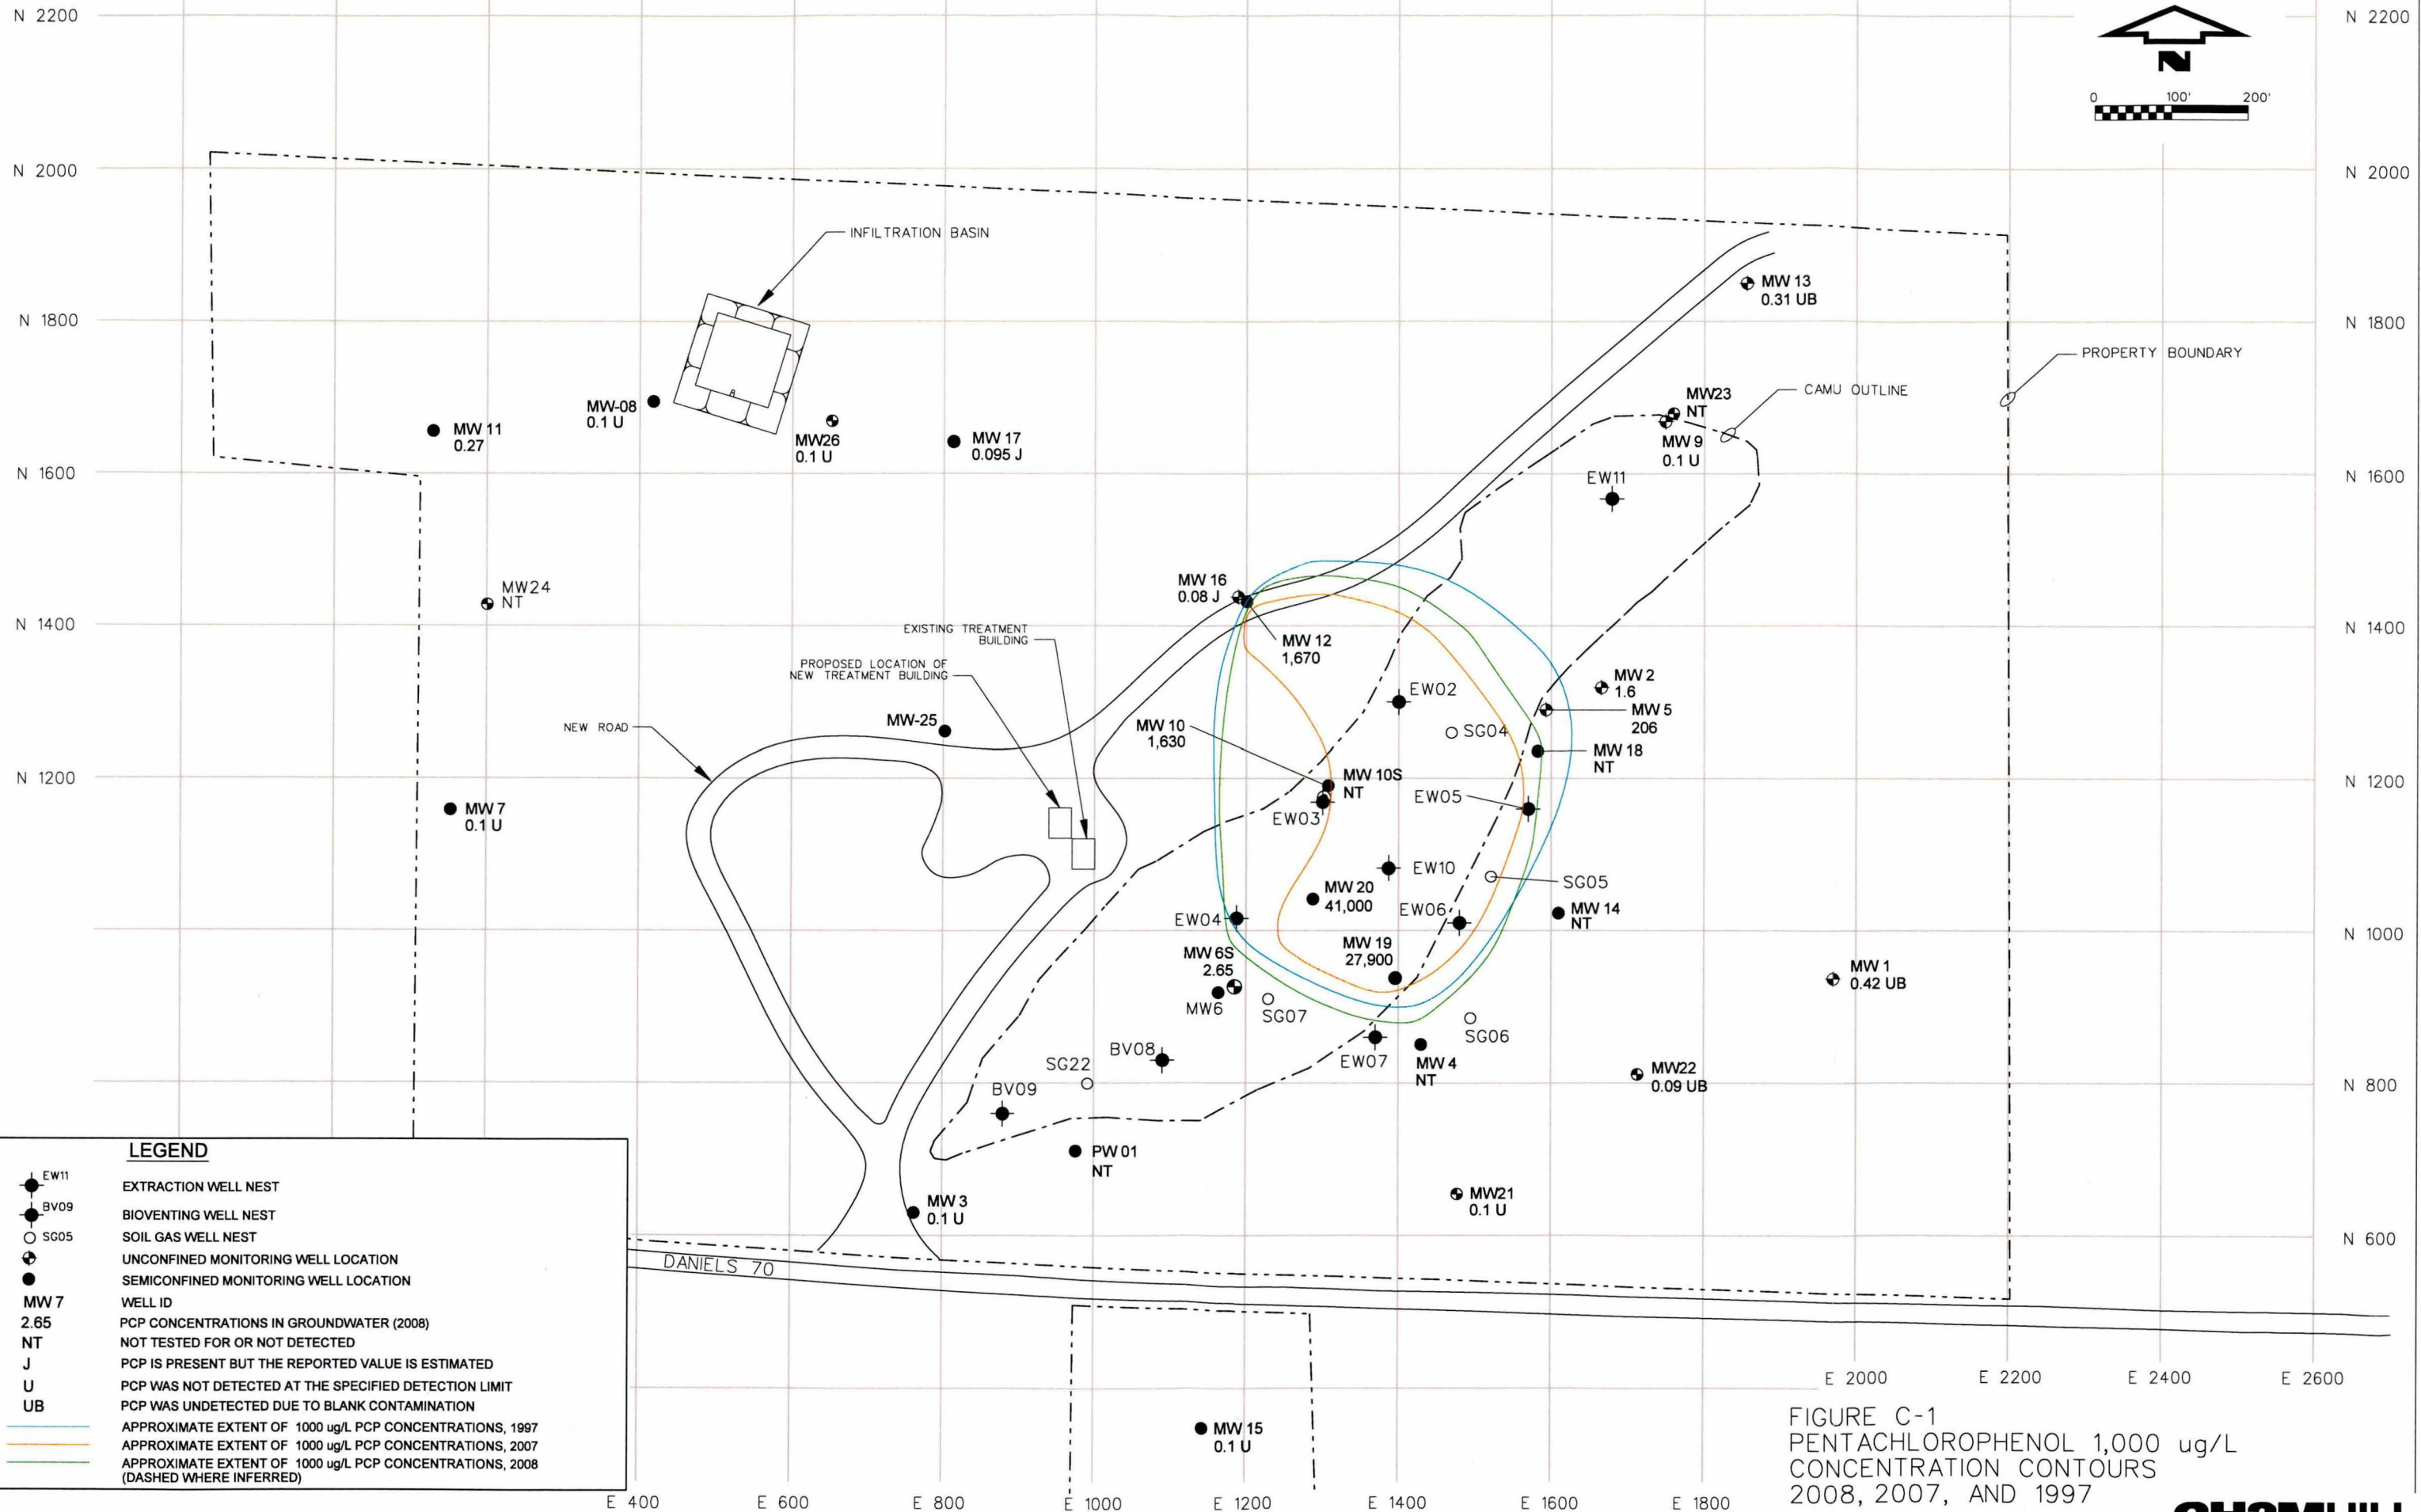 N 2200
N 2200
N
0 100' 200'
N 2000
N 2000
INFILTRATION BASIN
MW 13
0.31 UB
N 1800
N 1800
PROPERTY BOUNDARY
CAMU OUTLINE
MW23
NT
MW-08
0.1 U
MW 11
0.27
MW26
0.1 U
MW 17
0.095 J
MW 9
0.1 U
N 1600
N 1600
EW11
MW24
NT
MW 16
0.08 J
N 1400
N 1400
EXISTING TREATMENT
BUILDING
MW 12
1,670
PROPOSED LOCATION OF
NEW TREATMENT BUILDING
MW 2
1.6
EW02
MW 5
206
MW-25
NEW ROAD
MW 10
1,630
SG04
MW 18
NT
N 1200
N 1200
MW 10S
NT
EW05
MW 7
0.1 U
EW03
EW10
MW 20
41,000
SG05
EW04
EW06
MW 14
NT
N 1000
MW 19
27,900
MW 6S
2.65
MW 1
0.42 UB
MW6
SG07
SG06
BV08
EW07
MW 4
NT
SG22
MW22
0.09 UB
N 800
BV09
PW 01
NT
MW21
0.1 U
MW 3
0.1 U
N 600
DANIELS 70
LEGEND
EW11 EXTRACTION WELL NEST
BV09 BIOVENTING WELL NEST
SG05 SOIL GAS WELL NEST
UNCONFINED MONITORING WELL LOCATION
SEMICONFINED MONITORING WELL LOCATION
MW 7 WELL ID
2.65 PCP CONCENTRATIONS IN GROUNDWATER (2008)
NT NOT TESTED FOR OR NOT DETECTED
J PCP IS PRESENT BUT THE REPORTED VALUE IS ESTIMATED
U PCP WAS NOT DETECTED AT THE SPECIFIED DETECTION LIMIT
UB PCP WAS UNDETECTED DUE TO BLANK CONTAMINATION
APPROXIMATE EXTENT OF 1000 ug/L PCP CONCENTRATIONS, 1997
APPROXIMATE EXTENT OF 1000 ug/L PCP CONCENTRATIONS, 2007
APPROXIMATE EXTENT OF 1000 ug/L PCP CONCENTRATIONS, 2008
(DASHED WHERE INFERRED)
MW 15
0.1 U
E 2000 E 2200 E 2400 E 2600
E 400 E 600 E 800 E 1000 E 1200 E 1400 E 1600 E 1800
FIGURE C-1
PENTACHLOROPHENOL 1,000 ug/L
CONCENTRATION CONTOURS
2008, 2007, AND 1997